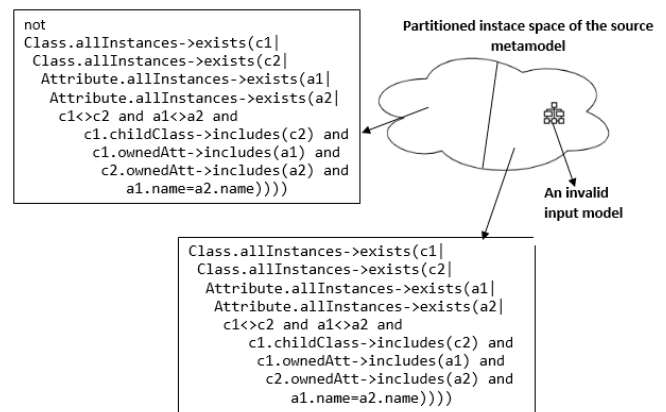 not
Class.allInstances->exists(c1|
Class.allInstances->exists(c2|
Attribute.allInstances->exists(a1|
Attribute.allInstances->exists(a2|
c1<>c2 and a1<>a2 and
c1.childClass->includes(c2) and
c1.ownedAtt->includes(a1) and
c2.ownedAtt->includes(a2) and
a1.name=a2.name))))
Partitioned instace space of the source
metamodel
An invalid
input model
Class.allInstances->exists(c1|
Class.allInstances->exists(c2|
Attribute.allInstances->exists(a1|
Attribute.allInstances->exists(a2|
c1<>c2 and a1<>a2 and
c1.childClass->includes(c2) and
c1.ownedAtt->includes(a1) and
c2.ownedAtt->includes(a2) and
a1.name=a2.name))))